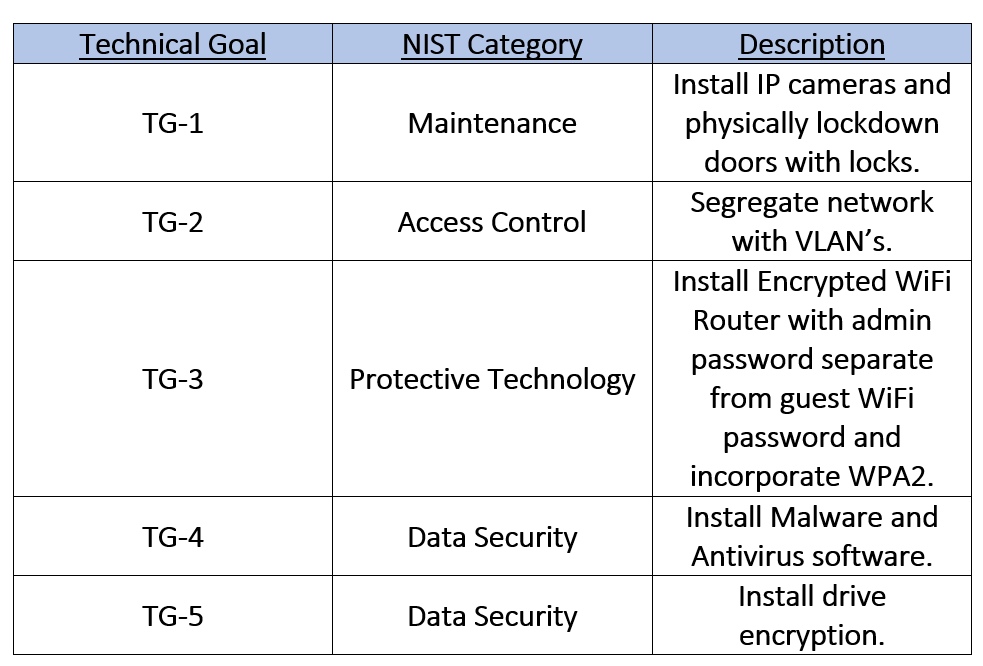 Technical Goal NIST Category Description
TG-1 Maintenance Install IP cameras and
physically lockdown
doors with locks.
TG-2 Access Control Segregate network
with VLAN’s.
TG-3 Protective Technology Install Encrypted WiFi
Router with admin
password separate
from guest WiFi
password and
incorporate WPA2.
TG-4 Data Security Install Malware and
Antivirus software.
TG-5 Data Security Install drive
encryption.